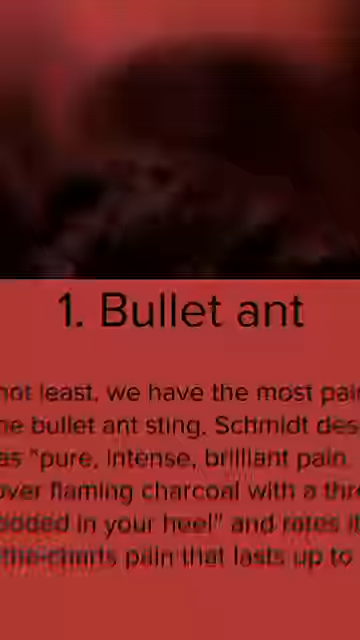 1. Bullet ant
not least, we have the most pai
he bullet ant sting. Schmidt des
as "pure, intense, brilliant pain.
over flaming charcoal with a thre
bedded in your heel" and rates it
-the-charts pain that lasts up to